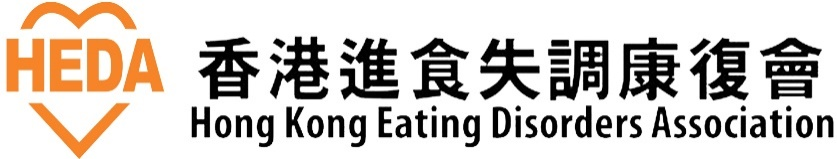 HEDA
香港進食失調康復會
Hong Kong Eating Disorders Association